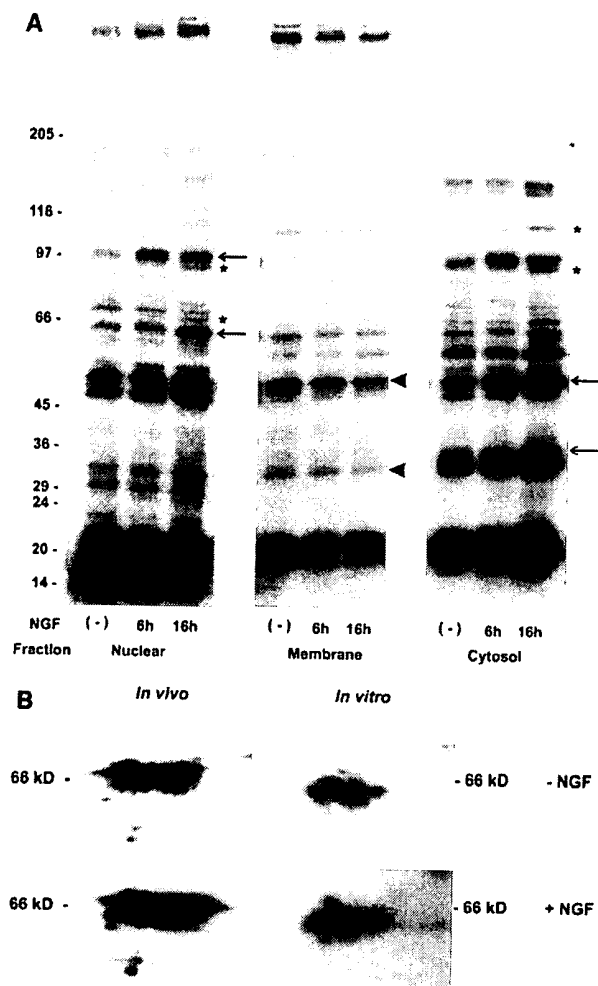 A
205 -
116 -
97 -
66 -
45 -
36 -
29 -
24 -
20 -
14 -
NGF (-) 6h 16h (-) 6h 16h (-) 6h 16h
Fraction Nuclear Membrane Cytosol
B In vivo In vitro
66 kD - - 66 kD - NGF
66 kD - - 66 kD + NGF